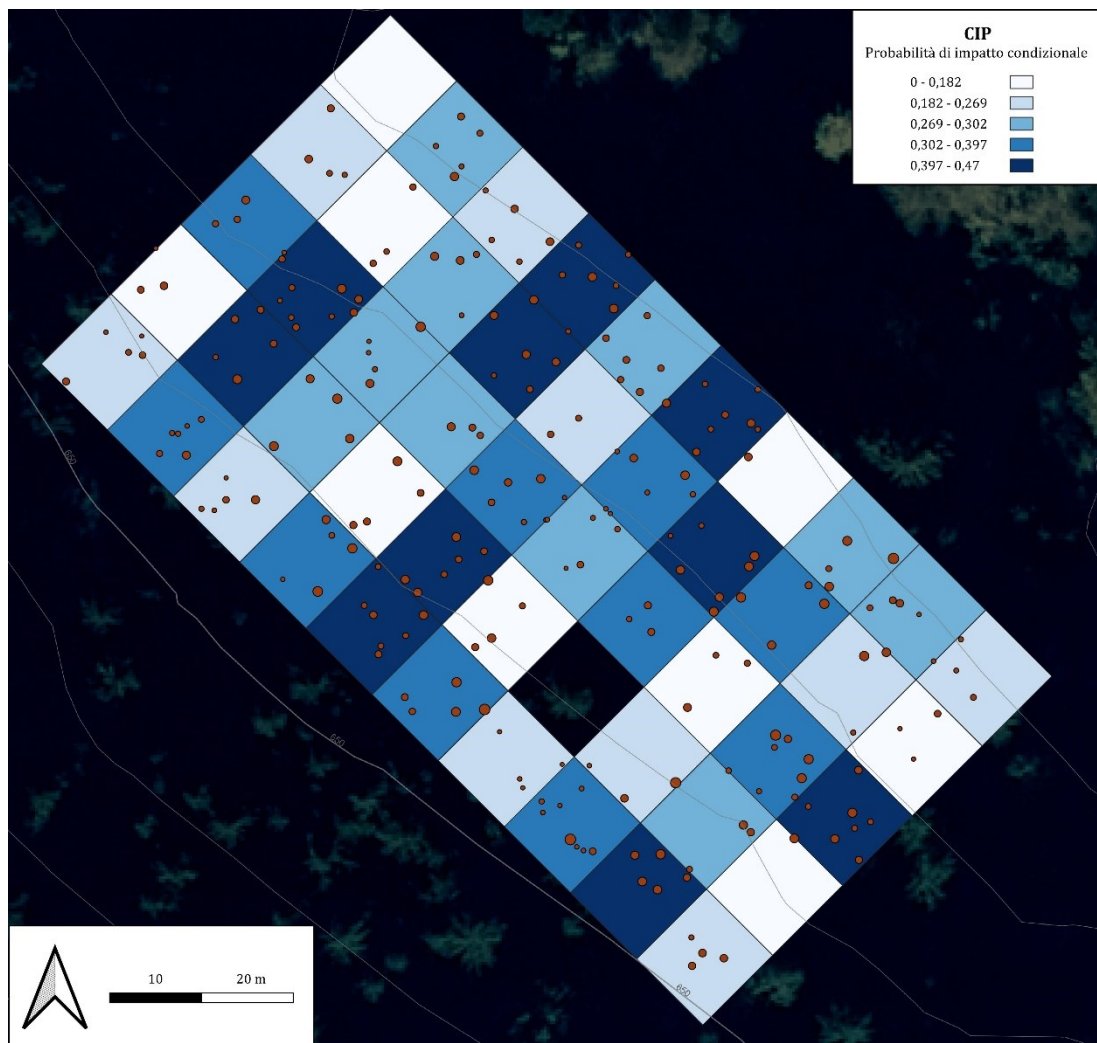 CIP
Probabilità di impatto condizionale
0 - 0,182
0,182 - 0,269
0,269 - 0,302
0,302 - 0,397
0,397 - 0,47
650
650
650
10 20 m